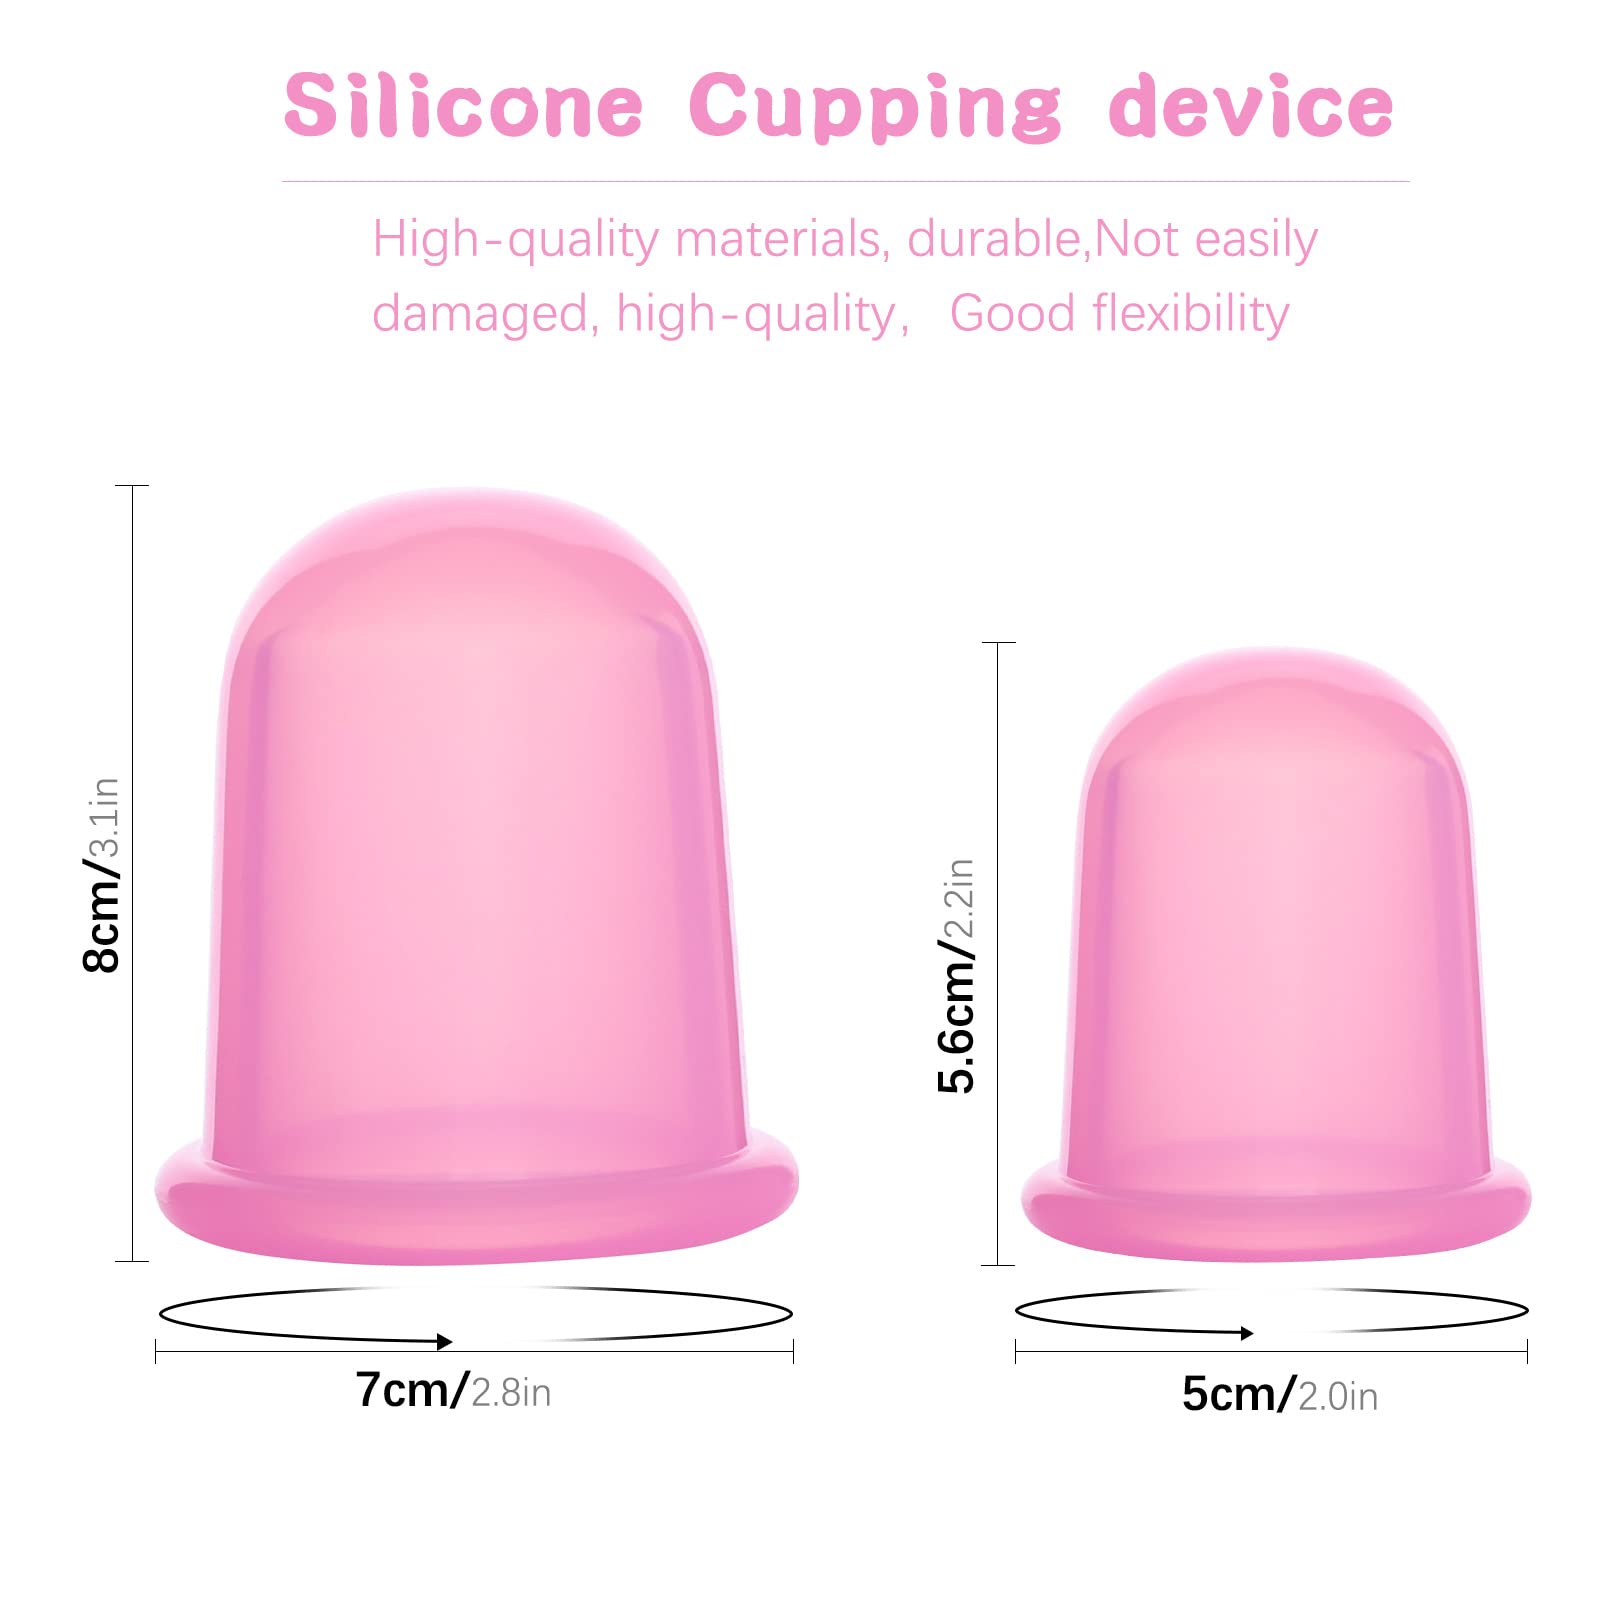 Silicone Cupping device
High-quality materials, durable,Not easily
damaged, high-quality，Good flexibility
8cm/3.1in
5.6cm/2.2in
7cm/2.8in
5cm/2.0in